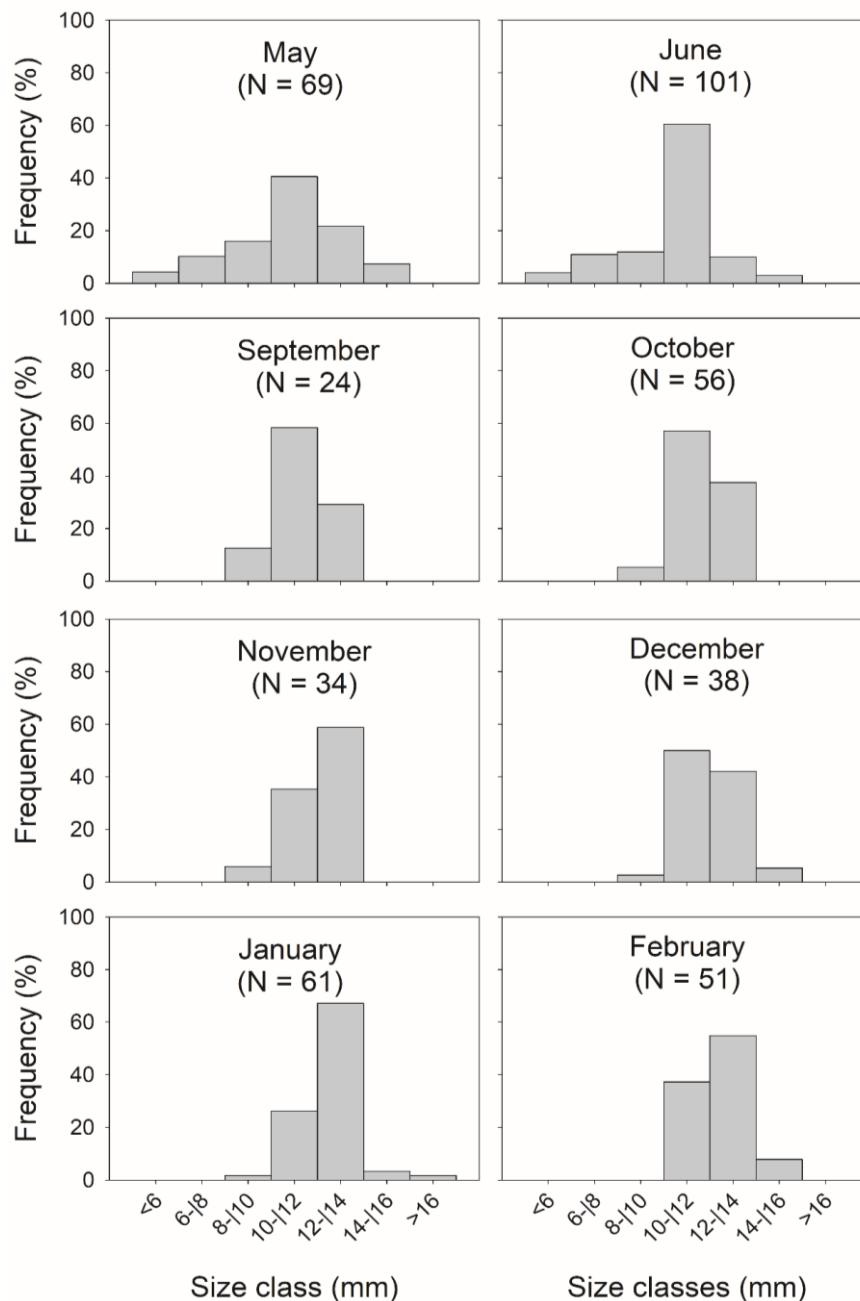 May
(N = 69)
June
(N = 101)
Frequency (%)
100
80
60
40
20
0
September
(N = 24)
October
(N = 56)
Frequency (%)
100
80
60
40
20
0
November
(N = 34)
December
(N = 38)
Frequency (%)
100
80
60
40
20
0
January
(N = 61)
February
(N = 51)
Frequency (%)
100
80
60
40
20
0
<6 6-|8 8-|10 10-|12 12-|14 14-|16 >16
<6 6-|8 8-|10 10-|12 12-|14 14-|16 >16
Size class (mm)
Size classes (mm)